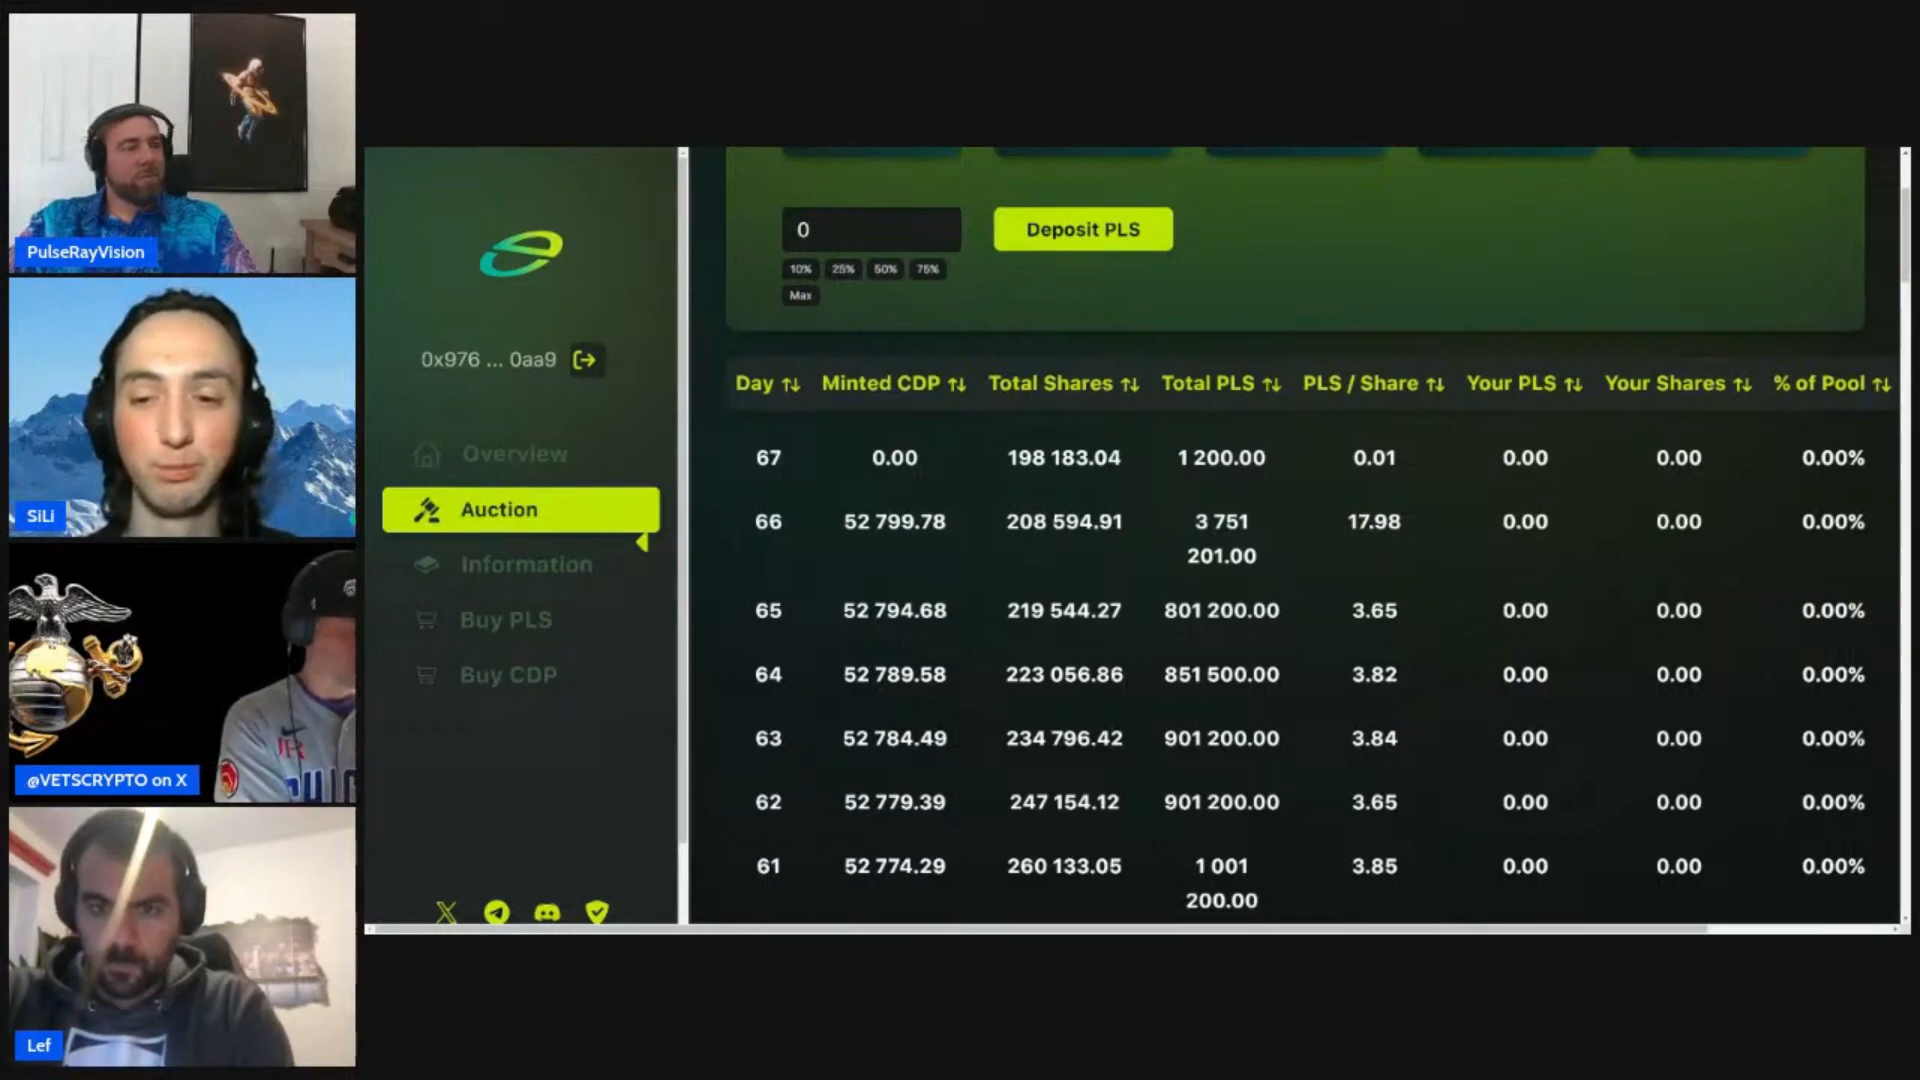 PulseRayVision
SiLi
@VETSCRYPTO on X
Lef
0x976 ... 0aa9
Overview
Auction
Information
Buy PLS
Buy CDP
0
Deposit PLS
10% 25% 50% 75%
Max
Day Minted CDP Total Shares Total PLS PLS / Share Your PLS Your Shares % of Pool
67 0.00 198 183.04 1 200.00 0.01 0.00 0.00 0.00%
66 52 799.78 208 594.91 3 751 17.98 0.00 0.00 0.00%
201.00
65 52 794.68 219 544.27 801 200.00 3.65 0.00 0.00 0.00%
64 52 789.58 223 056.86 851 500.00 3.82 0.00 0.00 0.00%
63 52 784.49 234 796.42 901 200.00 3.84 0.00 0.00 0.00%
62 52 779.39 247 154.12 901 200.00 3.65 0.00 0.00 0.00%
61 52 774.29 260 133.05 1 001 3.85 0.00 0.00 0.00%
200.00